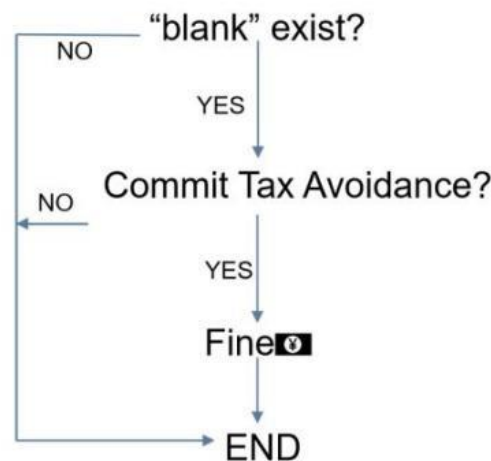 “blank” exist?
NO
YES
Commit Tax Avoidance?
NO
YES
Fine¥
END